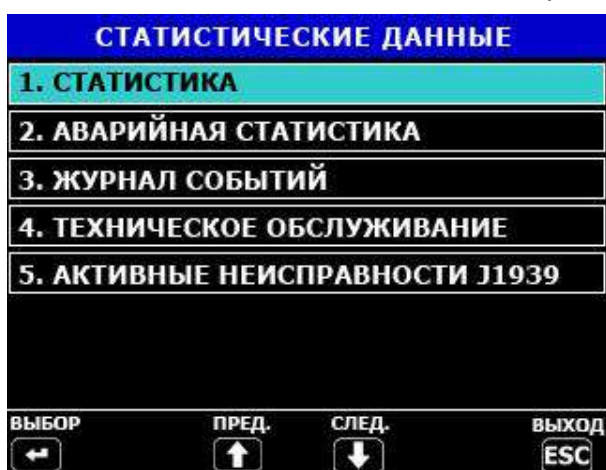 СТАТИСТИЧЕСКИЕ ДАННЫЕ
1. СТАТИСТИКА
2. АВАРИЙНАЯ СТАТИСТИКА
3. ЖУРНАЛ СОБЫТИЙ
4. ТЕХНИЧЕСКОЕ ОБСЛУЖИВАНИЕ
5. АКТИВНЫЕ НЕИСПРАВНОСТИ J1939
ВЫБОР ПРЕД. СЛЕД. ВЫХОД
ESC